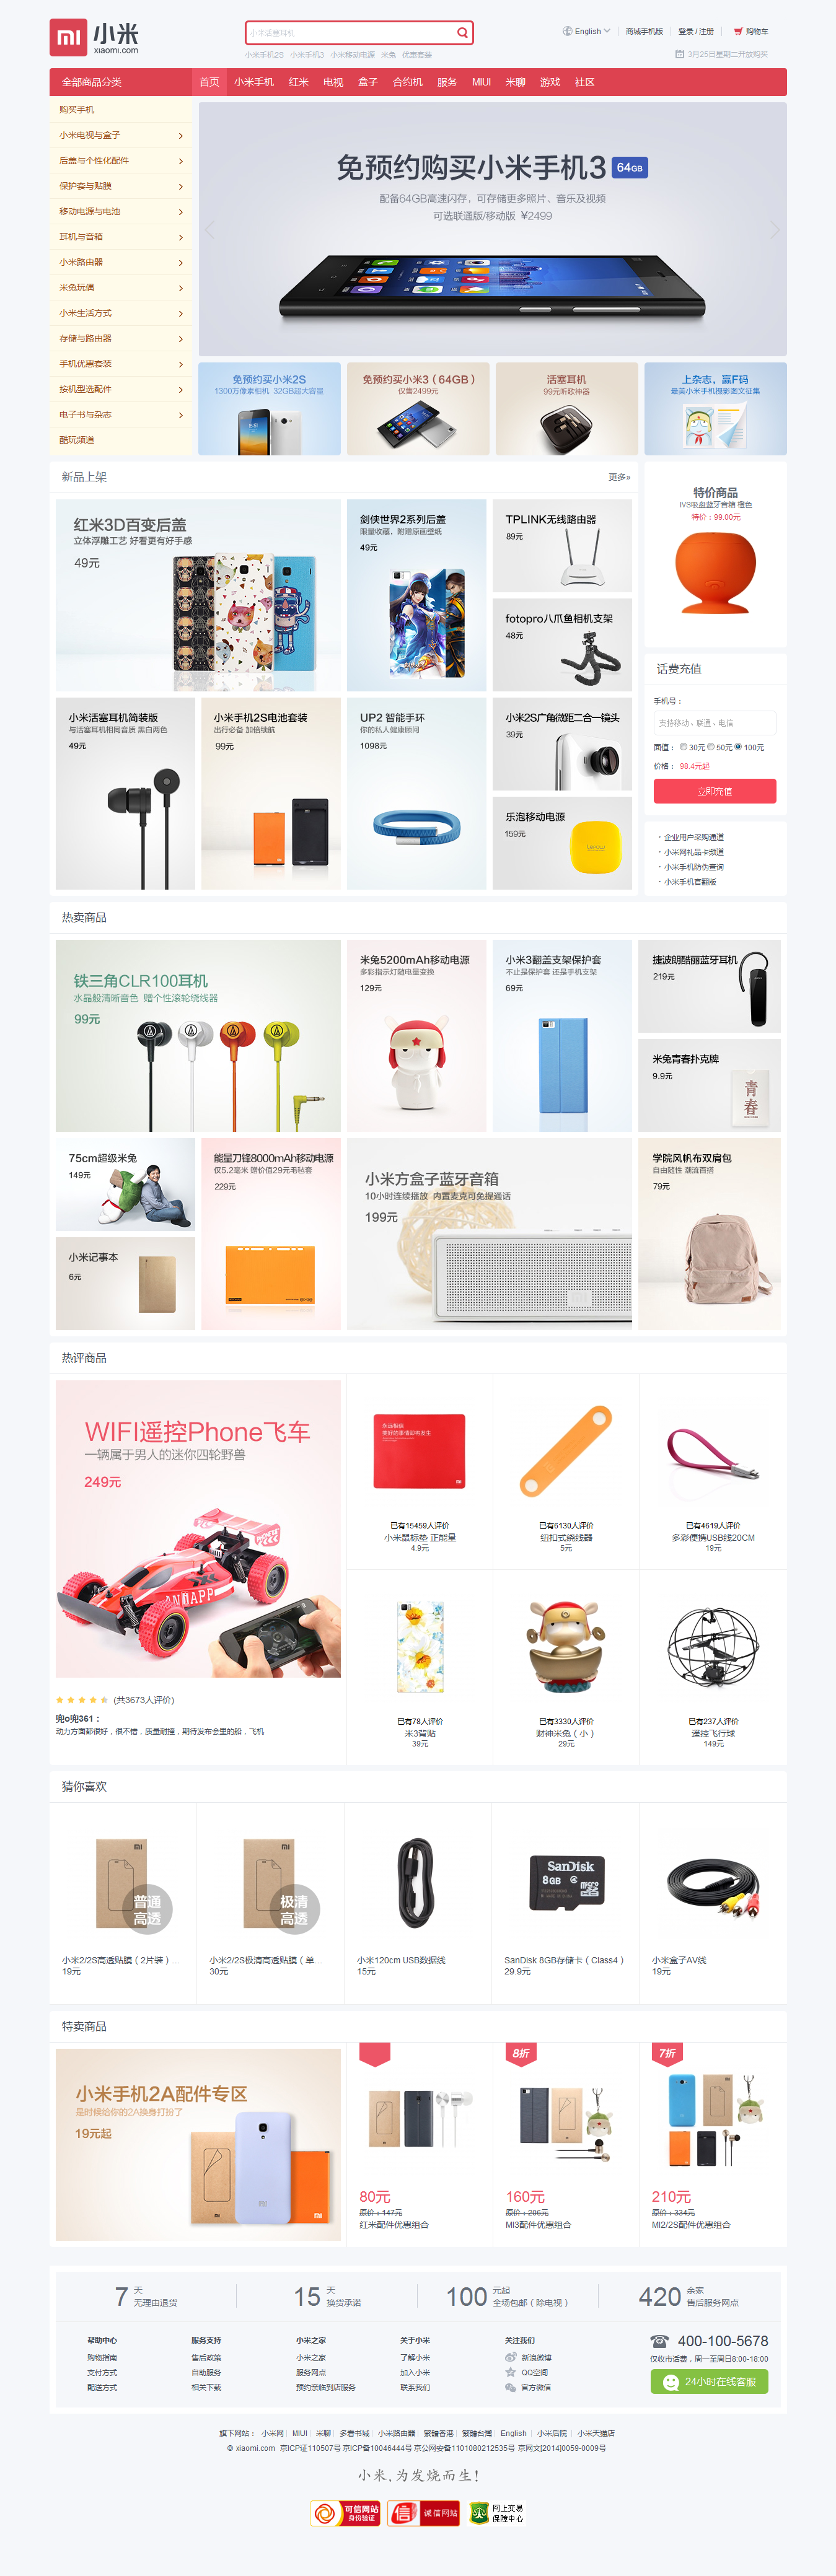 小米
xiaomi.com
小米活塞耳机
小米手机2S 小米手机3 小米移动电源 米兔 优惠套装
English 商城手机版 登录 / 注册 购物车
3月25日星期二开放购买
全部商品分类 首页 小米手机 红米 电视 盒子 合约机 服务 MIUI 米聊 游戏 社区
购买手机
小米电视与盒子
后盖与个性化配件
保护套与贴膜
移动电源与电池
耳机与音箱
小米路由器
米兔玩偶
小米生活方式
存储与路由器
手机优惠套装
按机型选配件
电子书与杂志
酷玩频道
免预约购买小米手机3 64GB
配备64GB高速闪存，可存储更多照片、音乐及视频
可选联通版/移动版 ¥2499
免预约买小米2S
1300万像素相机 32GB超大容量
免预约买小米3（64GB）
仅售2499元
活塞耳机
99元听歌神器
上杂志，赢F码
最美小米手机摄影图文征集
新品上架 更多»
红米3D百变后盖
立体浮雕工艺 好看更有好手感
49元
剑侠世界2系列后盖
限量收藏，附赠原画壁纸
49元
TPLINK无线路由器
89元
fotopro八爪鱼相机支架
48元
小米活塞耳机简装版
与活塞耳机相同音质 黑白两色
49元
小米手机2S电池套装
出行必备 加倍续航
99元
UP2 智能手环
你的私人健康顾问
1098元
小米2S广角微距二合一镜头
39元
乐泡移动电源
159元
特价商品
IVS吸盘蓝牙音箱 橙色
特价：99.00元
话费充值
手机号：
支持移动、联通、电信
面值： 30元 50元 100元
价格： 98.4元起
立即充值
· 企业用户采购通道
· 小米网礼品卡频道
· 小米手机防伪查询
· 小米手机官翻版
热卖商品
铁三角CLR100耳机
水晶般清晰音色 赠个性滚轮绕线器
99元
米兔5200mAh移动电源
多彩指示灯随电量变换
129元
小米3翻盖支架保护套
不止是保护套 还是手机支架
69元
捷波朗酷丽蓝牙耳机
219元
米兔青春扑克牌
9.9元
青春
75cm超级米兔
149元
小米记事本
6元
能量刀锋8000mAh移动电源
仅5.2毫米 赠价值29元毛毡套
229元
小米方盒子蓝牙音箱
10小时连续播放 内置麦克可免提通话
199元
学院风帆布双肩包
自由随性 潮流百搭
79元
热评商品
WIFI遥控Phone飞车
一辆属于男人的迷你四轮野兽
249元
(共3673人评价)
兜o兜361：
动力方面都很好，很不错，质量耐撞，期待发布会里的船，飞机
永远相信
美好的事情即将发生
已有15459人评价
小米鼠标垫 正能量
4.9元
已有6130人评价
纽扣式绕线器
5元
已有4619人评价
多彩便携USB线20CM
19元
已有78人评价
米3背贴
39元
已有3330人评价
财神米兔（小）
29元
已有237人评价
遥控飞行球
149元
猜你喜欢
普通
高透
小米2/2S高透贴膜（2片装）...
19元
极清
高透
小米2/2S极清高透贴膜（单...
30元
小米120cm USB数据线
15元
SanDisk
8GB
SanDisk 8GB存储卡（Class4）
29.9元
小米盒子AV线
19元
特卖商品
小米手机2A配件专区
是时候给你的2A换身打扮了
19元起
80元
原价：147元
红米配件优惠组合
8折
160元
原价：206元
MI3配件优惠组合
7折
210元
原价：334元
MI2/2S配件优惠组合
7 天 无理由退货
15 天 换货承诺
100 元起 全场包邮（除电视）
420 余家 售后服务网点
帮助中心
购物指南
支付方式
配送方式
服务支持
售后政策
自助服务
相关下载
小米之家
小米之家
服务网点
预约亲临到店服务
关于小米
了解小米
加入小米
联系我们
关注我们
新浪微博
QQ空间
官方微信
400-100-5678
仅收市话费，周一至周日8:00-18:00
24小时在线客服
旗下网站： 小米网 | MIUI | 米聊 | 多看书城 | 小米路由器 | 繁體香港 | 繁體台灣 | English | 小米后院 | 小米天猫店
© xiaomi.com 京ICP证110507号 京ICP备10046444号 京公网安备1101080212535号 京网文[2014]0059-0009号
小米，为发烧而生！
可信网站
身份验证
诚信网站
网上交易
保障中心